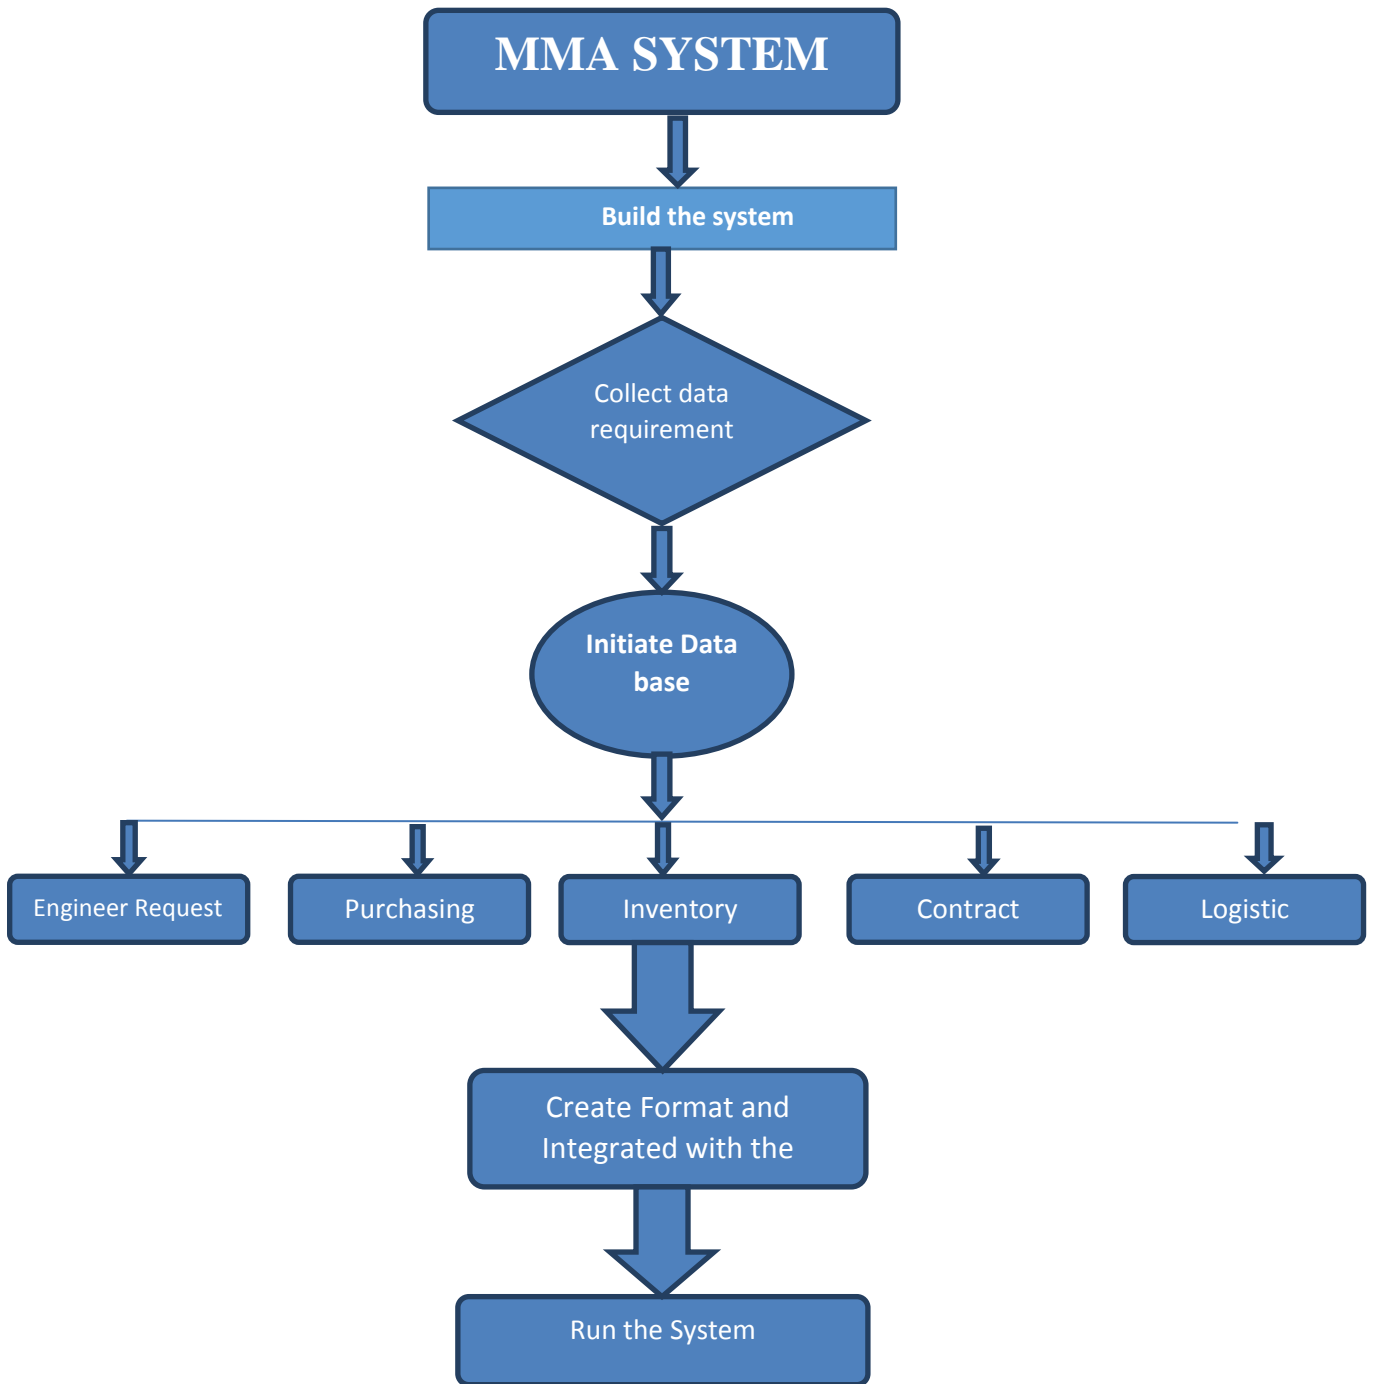 MMA SYSTEM
Build the system
Collect data
requirement
Initiate Data
base
Engineer Request
Purchasing
Inventory
Contract
Logistic
Create Format and
Integrated with the
Run the System